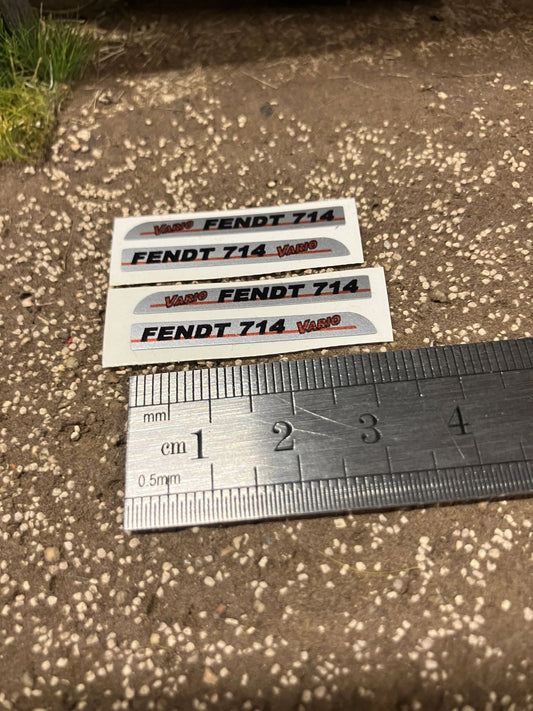 VARIO FENDT 714
FENDT 714 VARIO
VARIO FENDT 714
FENDT 714 VARIO
mm
cm 1 2 3 4
0.5mm